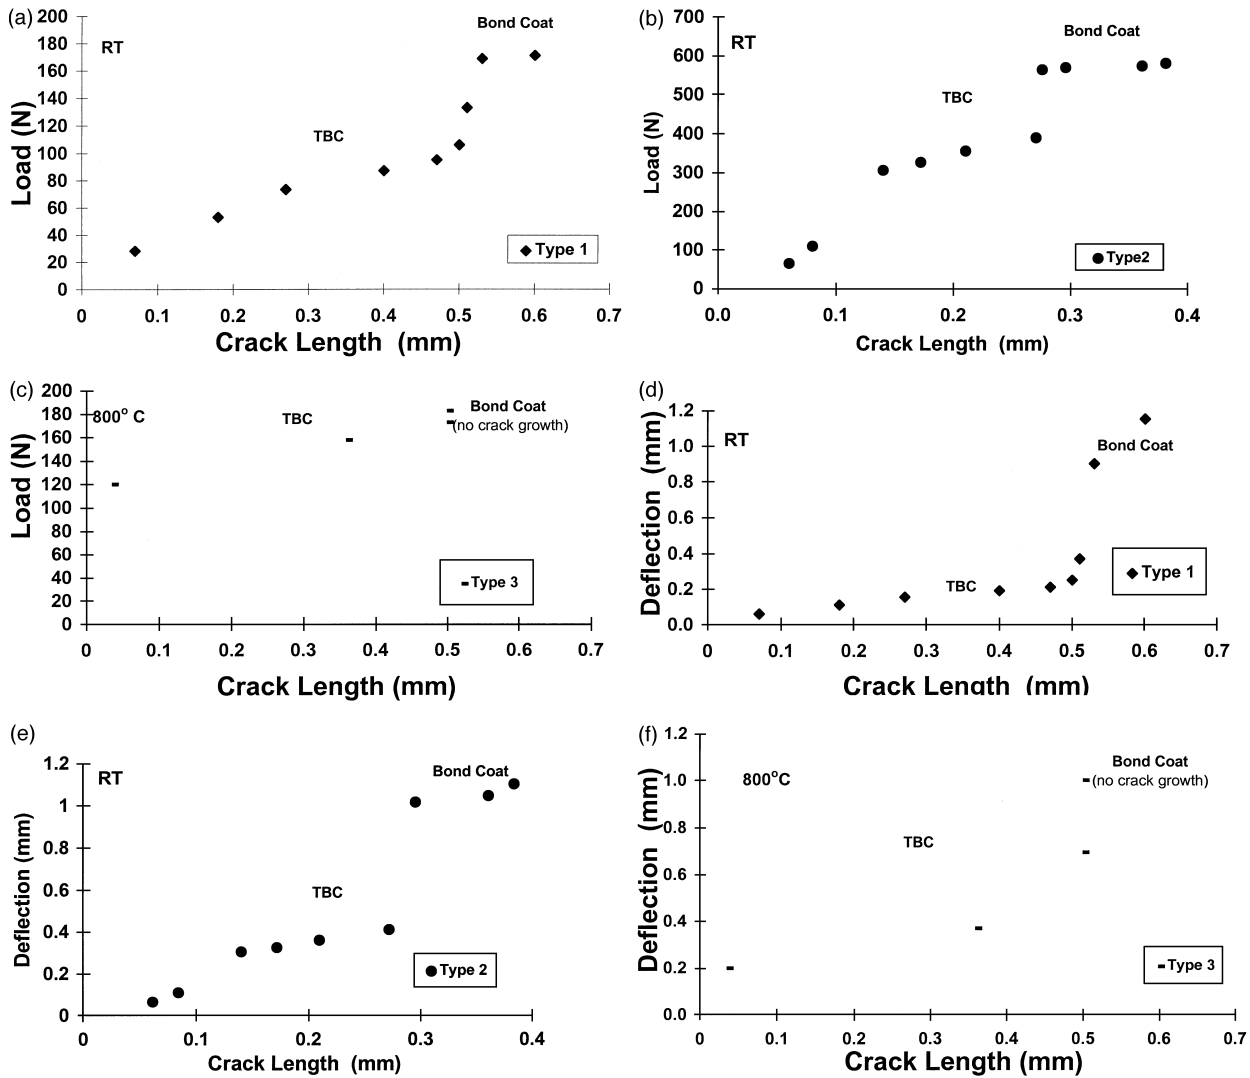 (a)
200
180
160
140
120
100
80
60
40
20
0
Load (N)
RT
Bond Coat
TBC
Type 1
0
0.1
0.2
0.3
0.4
0.5
0.6
0.7
Crack Length (mm)
(b)
700
600
500
400
300
200
100
0
Load (N)
RT
Bond Coat
TBC
Type2
0.0
0.1
0.2
0.3
0.4
Crack Length (mm)
(c)
200
180
160
140
120
100
80
60
40
20
0
Load (N)
800° C
TBC
Bond Coat
(no crack growth)
Type 3
0
0.1
0.2
0.3
0.4
0.5
0.6
0.7
Crack Length (mm)
(d)
1.2
1.0
0.8
0.6
0.4
0.2
0.0
Deflection (mm)
RT
Bond Coat
TBC
Type 1
0
0.1
0.2
0.3
0.4
0.5
0.6
0.7
Crack Length (mm)
(e)
1.2
1
0.8
0.6
0.4
0.2
0
Deflection (mm)
RT
Bond Coat
TBC
Type 2
0
0.1
0.2
0.3
0.4
Crack Length (mm)
(f)
1.2
1.0
0.8
0.6
0.4
0.2
0
Deflection (mm)
800°C
Bond Coat
(no crack growth)
TBC
Type 3
0
0.1
0.2
0.3
0.4
0.5
0.6
0.7
Crack Length (mm)